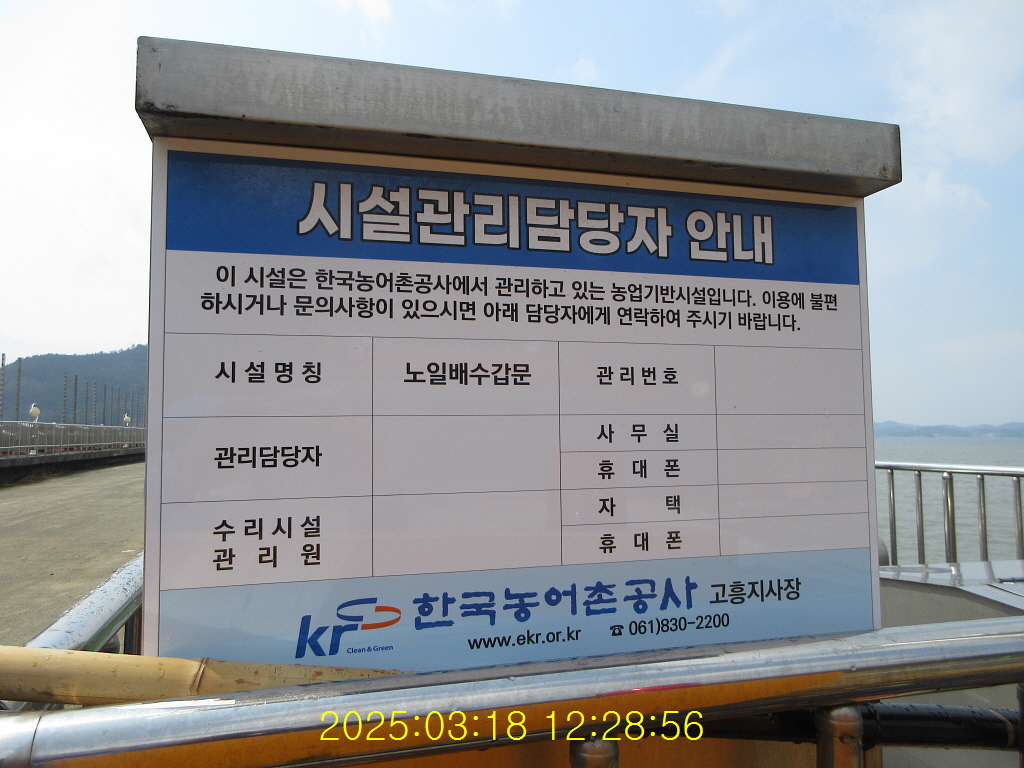 시설관리담당자 안내
이 시설은 한국농어촌공사에서 관리하고 있는 농업기반시설입니다. 이용에 불편
하시거나 문의사항이 있으시면 아래 담당자에게 연락하여 주시기 바랍니다.
시설명칭 노일배수갑문 관리번호
관리담당자 사무실
휴대폰
수리시설 자택
관리원 휴대폰
kr 한국농어촌공사 고흥지사장
Clean & Green www.ekr.or.kr ☎ 061)830-2200
2025:03:18 12:28:56